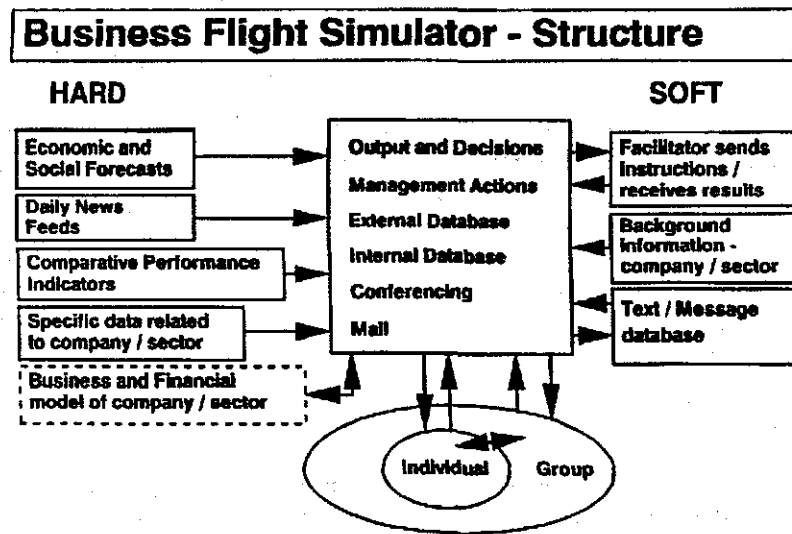 Business Flight Simulator - Structure
HARD
SOFT
Economic and
Social Forecasts
Daily News
Feeds
Comparative Performance
Indicators
Specific data related
to company / sector
Business and Financial
model of company / sector
Output and Decisions
Management Actions
External Database
Internal Database
Conferencing
Mail
Facilitator sends
Instructions /
receives results
Background
information -
company / sector
Text / Message
database
Individual
Group